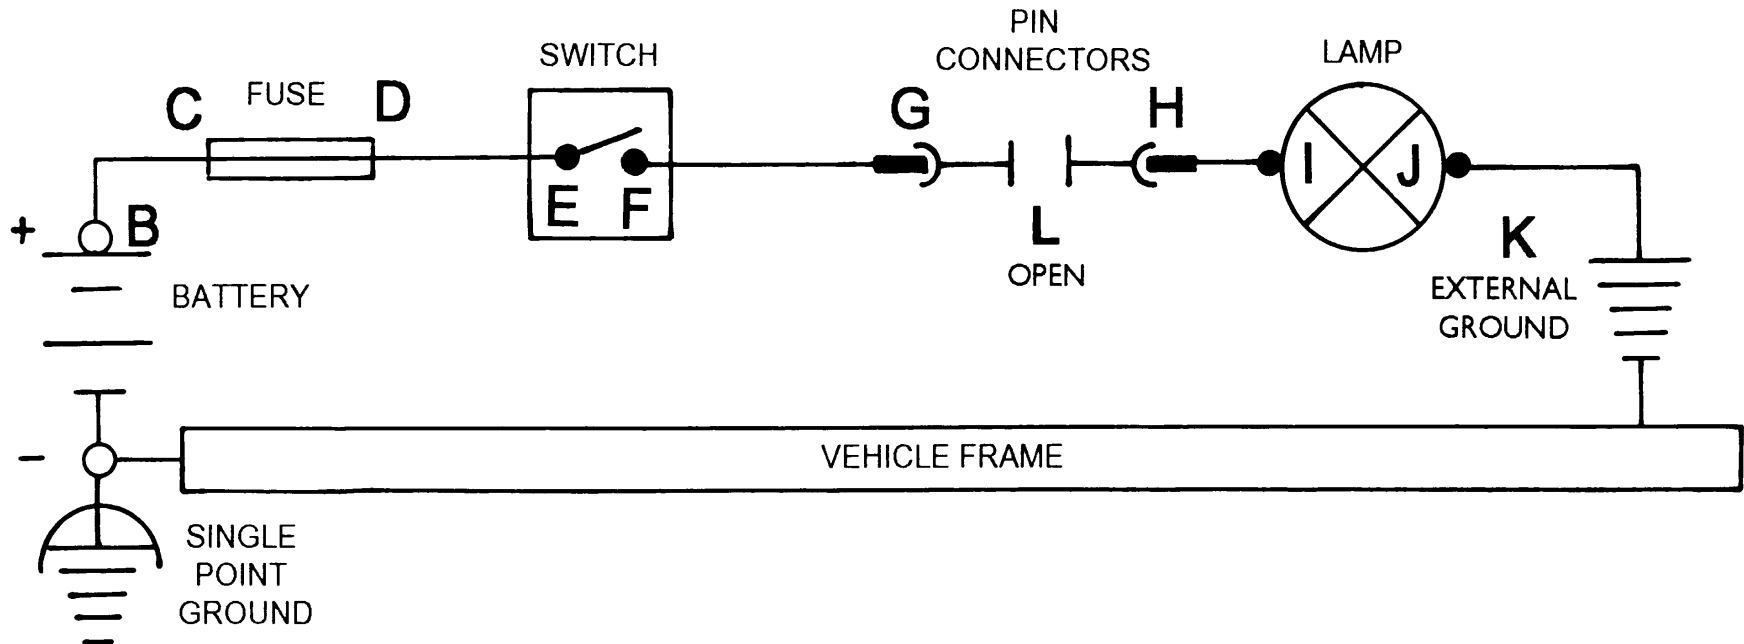 PIN
CONNECTORS
SWITCH
LAMP
FUSE
C
D
G
H
E
F
I
J
+
B
L
OPEN
K
EXTERNAL
GROUND
BATTERY
-
VEHICLE FRAME
SINGLE
POINT
GROUND